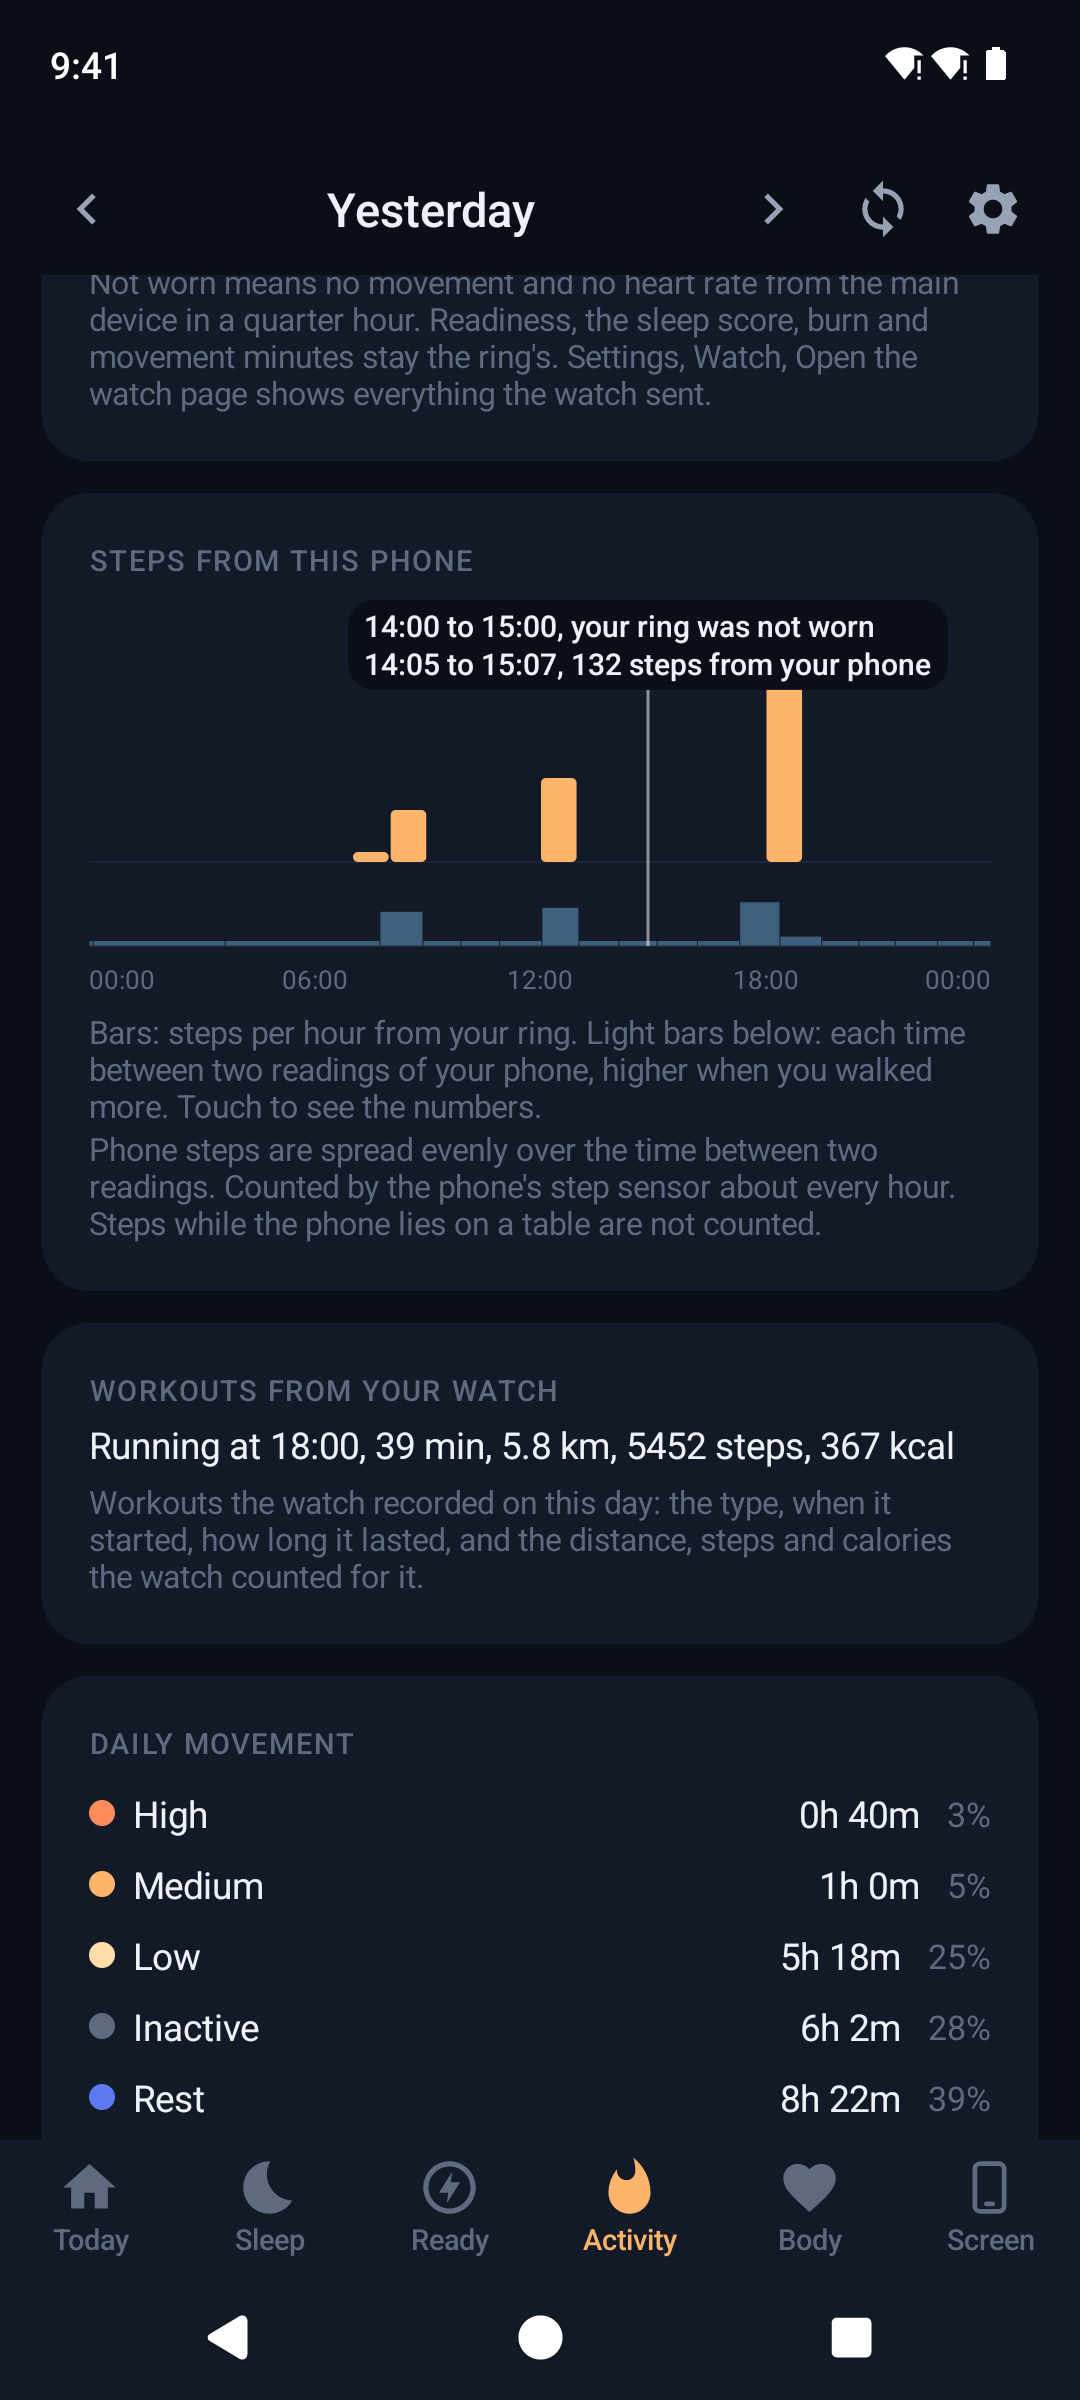 9:41
Yesterday
Not worn means no movement and no heart rate from the main
device in a quarter hour. Readiness, the sleep score, burn and
movement minutes stay the ring's. Settings, Watch, Open the
watch page shows everything the watch sent.
STEPS FROM THIS PHONE
14:00 to 15:00, your ring was not worn
14:05 to 15:07, 132 steps from your phone
00:00 06:00 12:00 18:00 00:00
Bars: steps per hour from your ring. Light bars below: each time
between two readings of your phone, higher when you walked
more. Touch to see the numbers.
Phone steps are spread evenly over the time between two
readings. Counted by the phone's step sensor about every hour.
Steps while the phone lies on a table are not counted.
WORKOUTS FROM YOUR WATCH
Running at 18:00, 39 min, 5.8 km, 5452 steps, 367 kcal
Workouts the watch recorded on this day: the type, when it
started, how long it lasted, and the distance, steps and calories
the watch counted for it.
DAILY MOVEMENT
High 0h 40m 3%
Medium 1h 0m 5%
Low 5h 18m 25%
Inactive 6h 2m 28%
Rest 8h 22m 39%
Today Sleep Ready Activity Body Screen